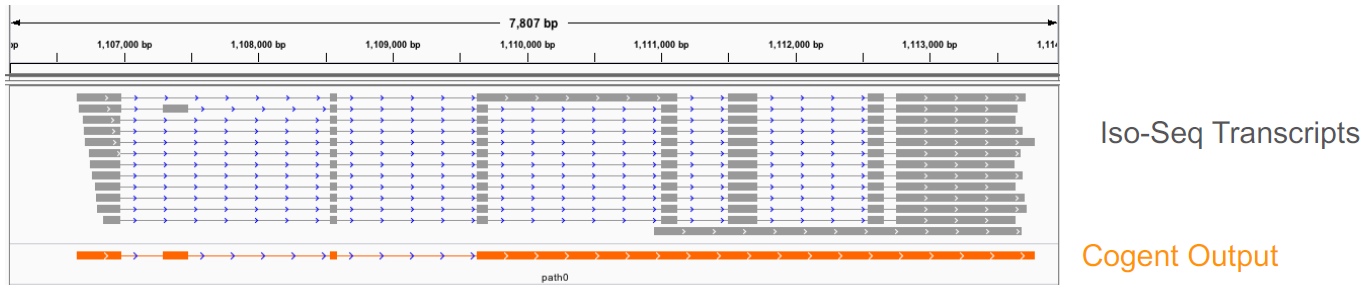 7,807 bp
bp 1,107,000 bp 1,108,000 bp 1,109,000 bp 1,110,000 bp 1,111,000 bp 1,112,000 bp 1,113,000 bp 1,114
Iso-Seq Transcripts
Cogent Output
path0